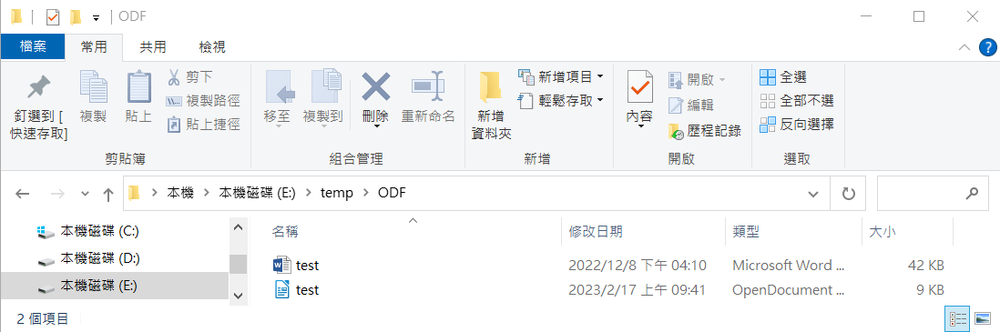 ODF
檔案 常用 共用 檢視
釘選到 [
快速存取]
複製
貼上
剪下
複製路徑
貼上捷徑
剪貼簿
移至
複製到
刪除
重新命名
組合管理
新增
資料夾
新增項目
輕鬆存取
新增
內容
開啟
編輯
歷程記錄
開啟
全選
全部不選
反向選擇
選取
本機 本機磁碟 (E:) temp ODF
本機磁碟 (C:)
本機磁碟 (D:)
本機磁碟 (E:)
名稱 修改日期 類型 大小
test 2022/12/8 下午 04:10 Microsoft Word ... 42 KB
test 2023/2/17 上午 09:41 OpenDocument ... 9 KB
2 個項目